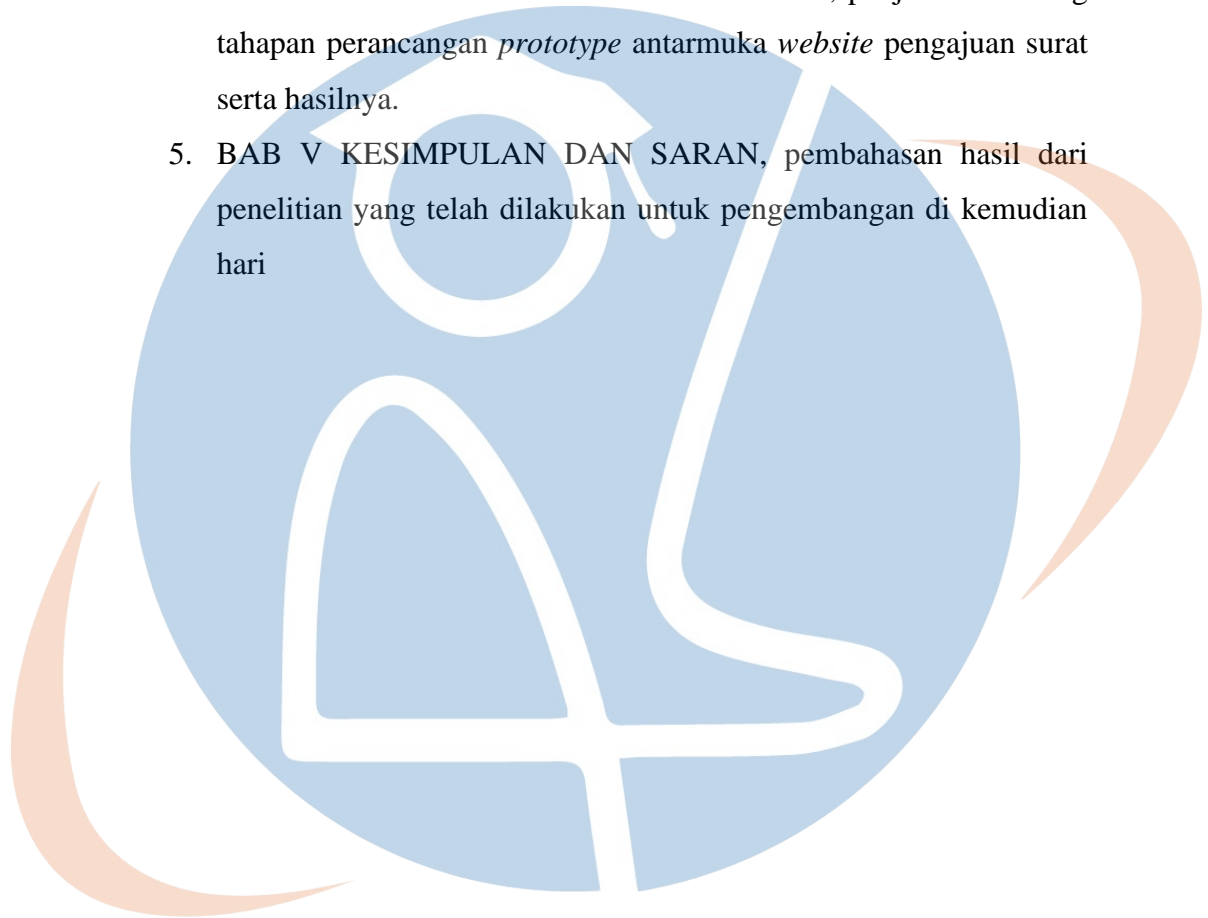 tahapan perancangan prototype antarmuka website pengajuan surat
serta hasilnya.
5. BAB V KESIMPULAN DAN SARAN, pembahasan hasil dari
penelitian yang telah dilakukan untuk pengembangan di kemudian
hari